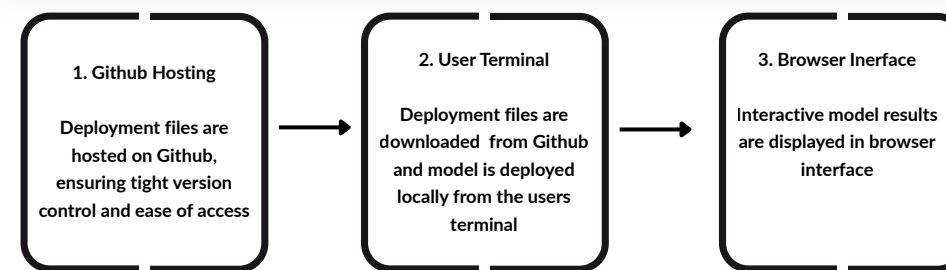 1. Github Hosting
Deployment files are
hosted on Github,
ensuring tight version
control and ease of access
2. User Terminal
Deployment files are
downloaded  from Github
and model is deployed
locally from the users
terminal
3. Browser Inerface
Interactive model results
are displayed in browser
interface